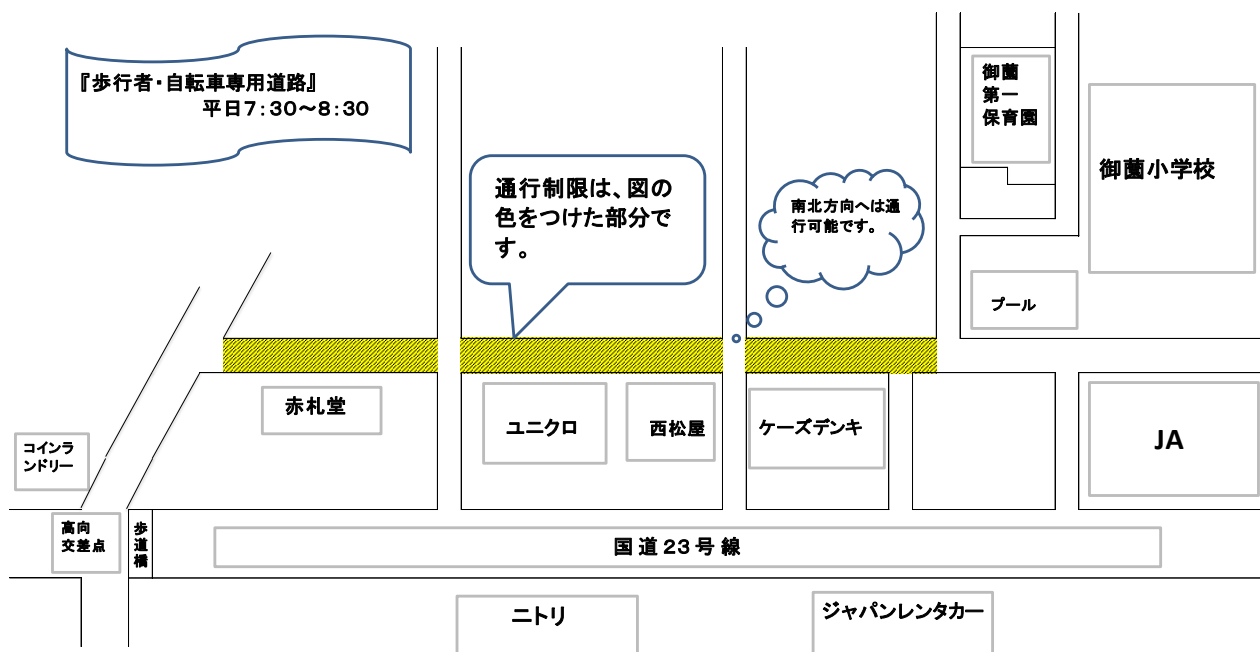 『歩行者・自転車専用道路』
平日7:30～8:30
通行制限は、図の
色をつけた部分で
す。
南北方向へは通
行可能です。
御薗
第一
保育園
御薗小学校
プール
赤札堂
ユニクロ
西松屋
ケーズデンキ
JA
コインラ
ンドリー
高向
交差点
歩
道
橋
国道23号線
ニトリ
ジャパンレンタカー